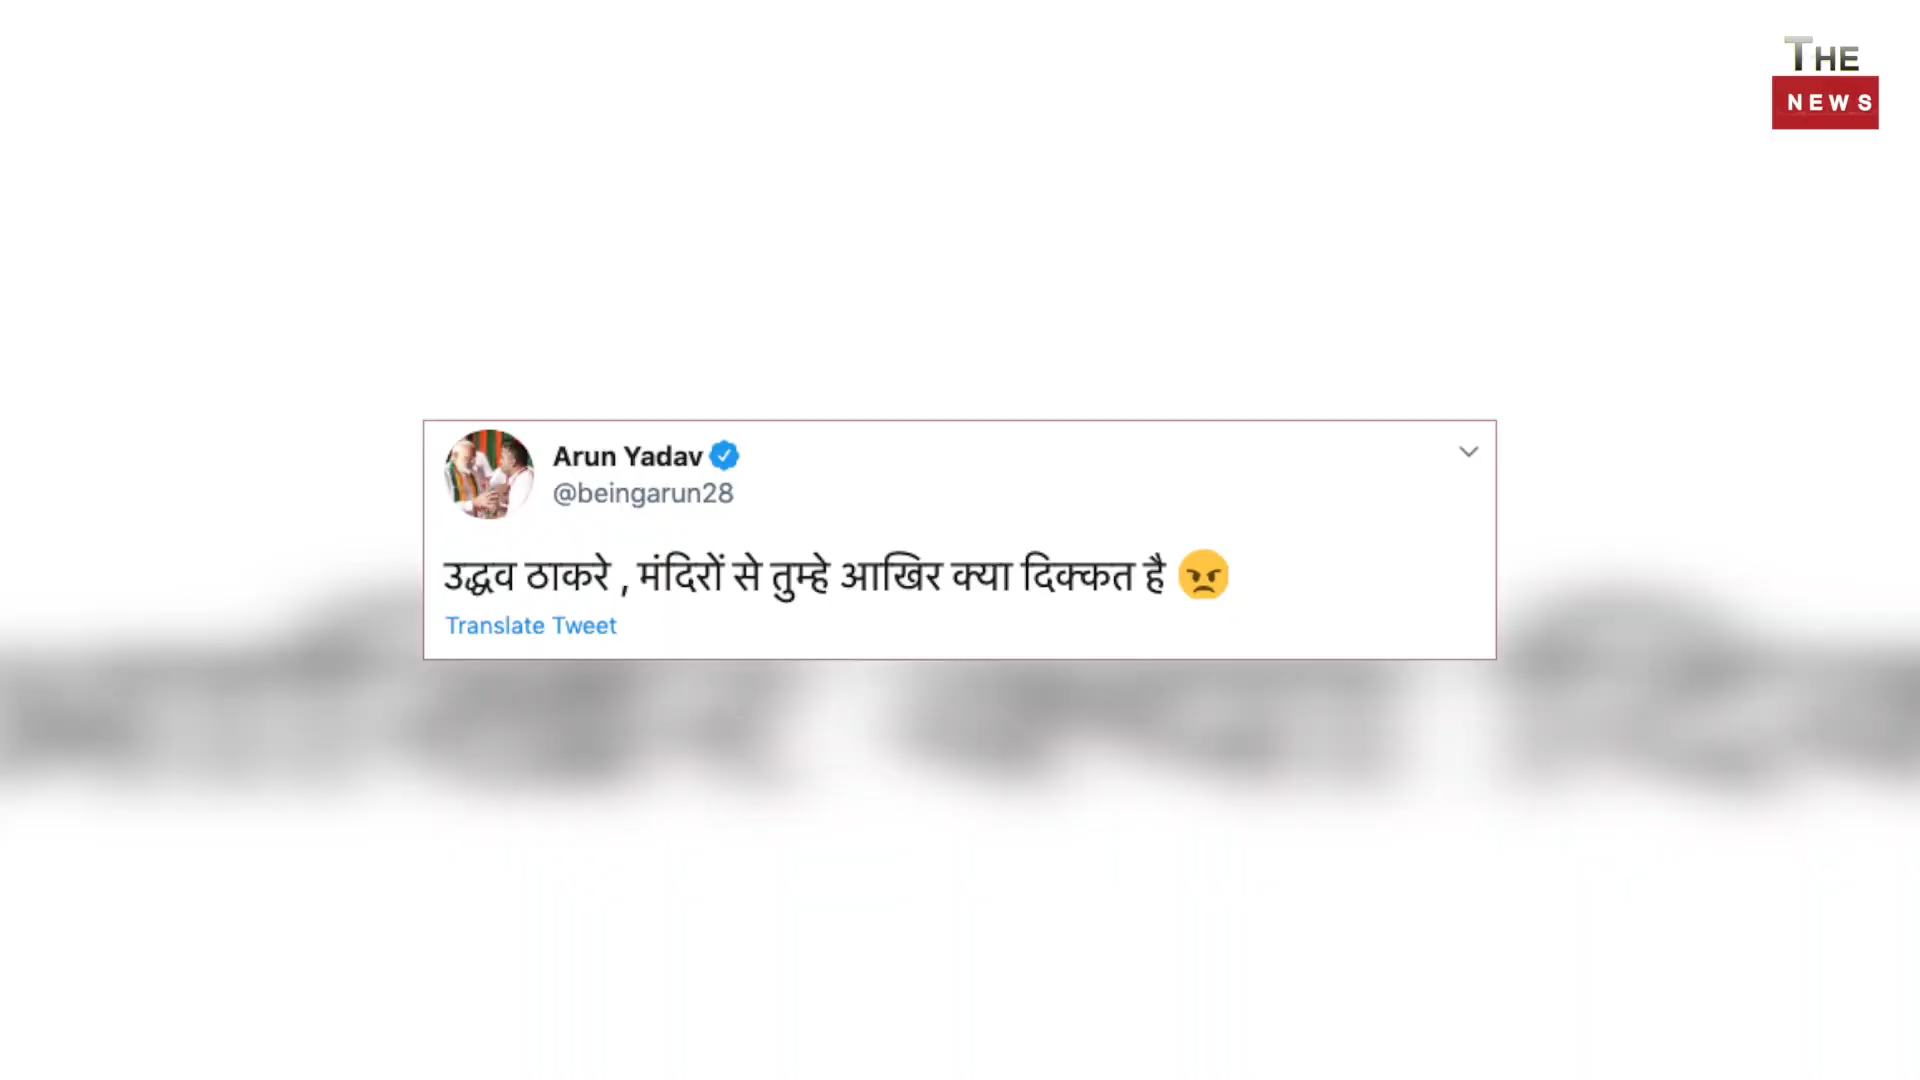 THE
NEWS
Arun Yadav
@beingarun28
उद्धव ठाकरे , मंदिरों से तुम्हे आखिर क्या दिक्कत है 😠
Translate Tweet